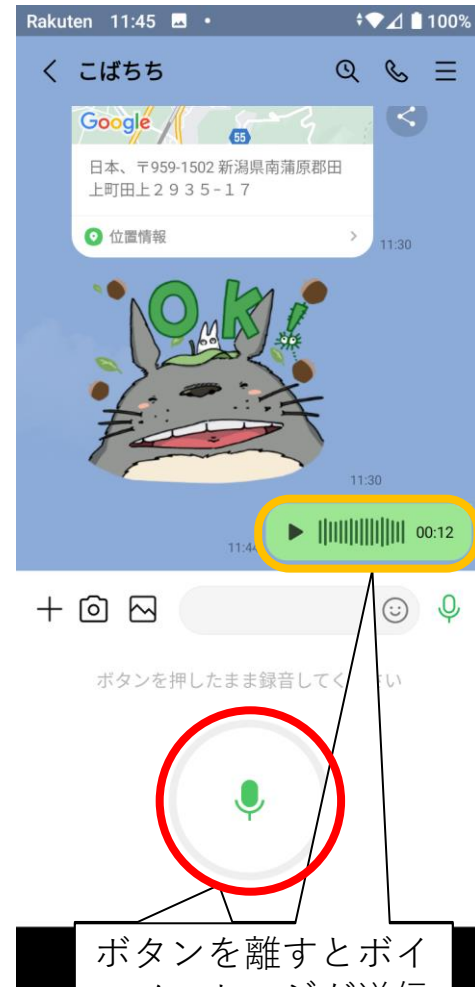 Rakuten 11:45 100%
こばちち
Google
55
日本、〒959-1502 新潟県南蒲原郡田
上町田上２９３５−１７
位置情報
11:30
OK!
11:30
11:44
00:12
ボタンを押したまま録音してください
ボタンを離すとボイ